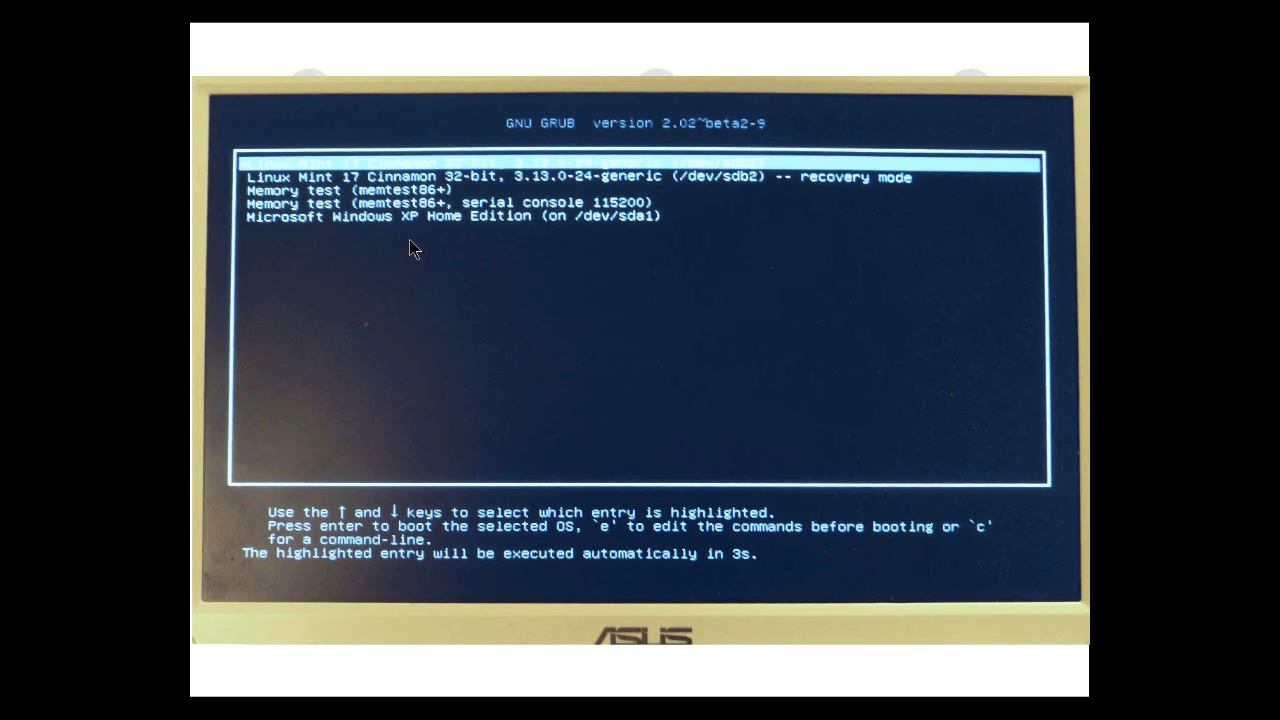 GNU GRUB version 2.02~beta2-9
*Linux Mint 17 Cinnamon 32-bit, 3.13.0-24-generic (/dev/sdb2)
Linux Mint 17 Cinnamon 32-bit, 3.13.0-24-generic (/dev/sdb2) -- recovery mode
Memory test (memtest86+)
Memory test (memtest86+, serial console 115200)
Microsoft Windows XP Home Edition (on /dev/sda1)
Use the ↑ and ↓ keys to select which entry is highlighted.
Press enter to boot the selected OS, `e' to edit the commands before booting or `c'
for a command-line.
The highlighted entry will be executed automatically in 3s.
ASUS